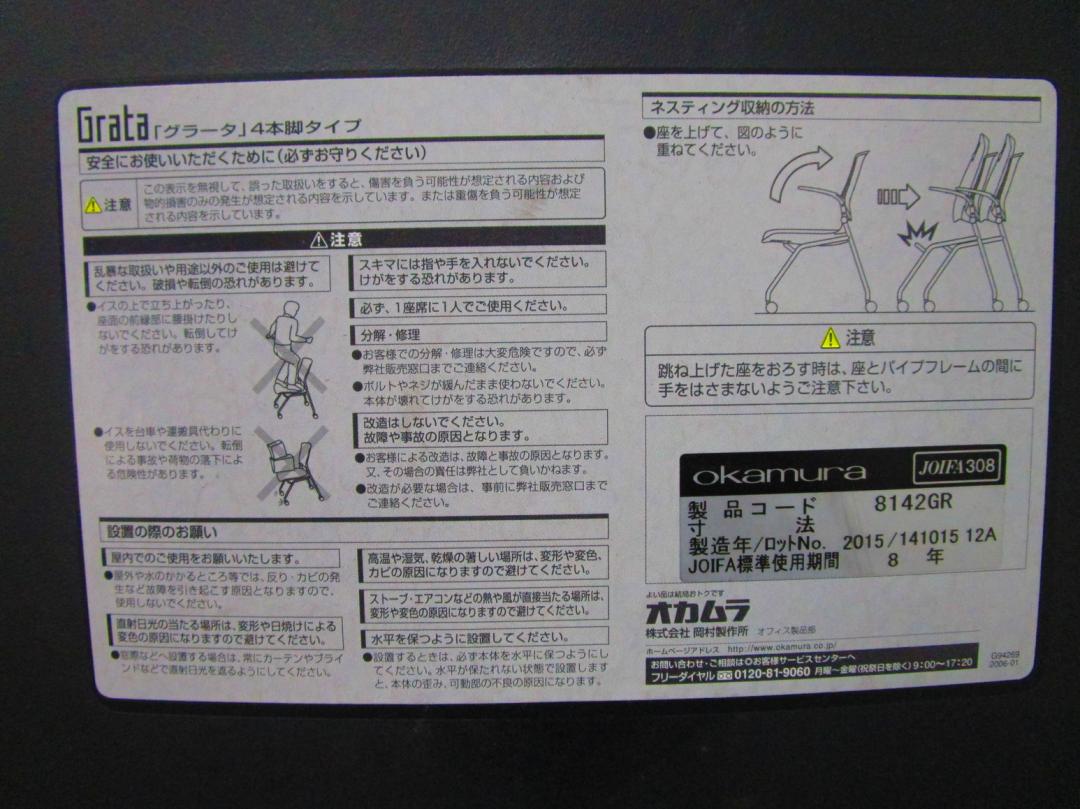 Grata「グラータ」4本脚タイプ
安全にお使いいただくために(必ずお守りください)
注意
この表示を無視して、誤った取扱いをすると、傷害を負う可能性が想定される内容および
物的損害のみの発生が想定される内容を示しています。または重傷を負う可能性が想定
される内容を示しています。
注意
乱暴な取扱いや用途以外のご使用は避けて
ください。破損や転倒の恐れがあります。
●イスの上で立ち上がったり、
座面の前縁部に腰掛けたりし
ないでください。転倒してけ
がをする恐れがあります。
●イスを台車や運搬具代わりに
使用しないでください。転倒
による事故や荷物の落下によ
る危険性があります。
スキマには指や手を入れないでください。
けがをする恐れがあります。
必ず、1座席に1人でご使用ください。
分解・修理
●お客様での分解・修理は大変危険ですので、必ず
弊社販売窓口までご連絡ください。
●ボルトやネジが緩んだまま使わないでください。
本体が壊れてけがをする恐れがあります。
改造はしないでください。
故障や事故の原因となります。
●お客様による改造は、故障と事故の原因となります。
又、その場合の責任は弊社として負いかねます。
●改造が必要な場合は、事前に弊社販売窓口まで
ご連絡ください。
設置の際のお願い
屋内でのご使用をお願いいたします。
●屋外や水のかかるところ等では、反り・カビの発
生など故障を引き起こす原因となりますので、
使用しないでください。
直射日光の当たる場所は、変形や日焼けによる
変色の原因になりますので避けてください。
●窓際などへ設置する場合は、常にカーテンやブライ
ンドなどで直射日光を遮るようにしてください。
高温や湿気、乾燥の著しい場所は、変形や変色、
カビの原因になりますので避けてください。
ストーブ・エアコンなどの熱や風が直接当たる場所は、
変形や変色の原因になりますので避けてください。
水平を保つように設置してください。
●設置するときは、必ず本体を水平に保つようにし
てください。水平が保たれない状態で設置します
と、本体の歪み、可動部の不良の原因になります。
ネスティング収納の方法
●座を上げて、図のように
重ねてください。
注意
跳ね上げた座をおろす時は、座とパイプフレームの間に
手をはさまないようご注意下さい。
okamura JOIFA308
製品コード 8142GR
寸法
製造年/ロットNo. 2015/141015 12A
JOIFA標準使用期間 8 年
よい品は結局おトクです
オカムラ
株式会社 岡村製作所 オフィス製品部
ホームページアドレス http://www.okamura.co.jp/
お問い合わせ・ご相談はお客様サービスセンターへ
フリーダイヤル 0120-81-9060 月曜～金曜(祝祭日を除く)9:00～17:20
G94269
2006-01